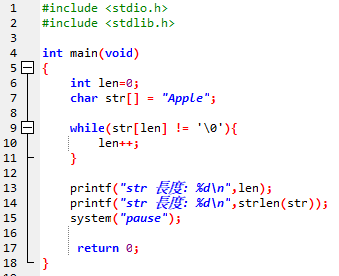 1 #include <stdio.h>
2 #include <stdlib.h>
3
4 int main(void)
5 {
6 int len=0;
7 char str[] = "Apple";
8
9 while(str[len] != '\0'){
10 len++;
11 }
12
13 printf("str 長度: %d\n",len);
14 printf("str 長度: %d\n",strlen(str));
15 system("pause");
16
17 return 0;
18 }